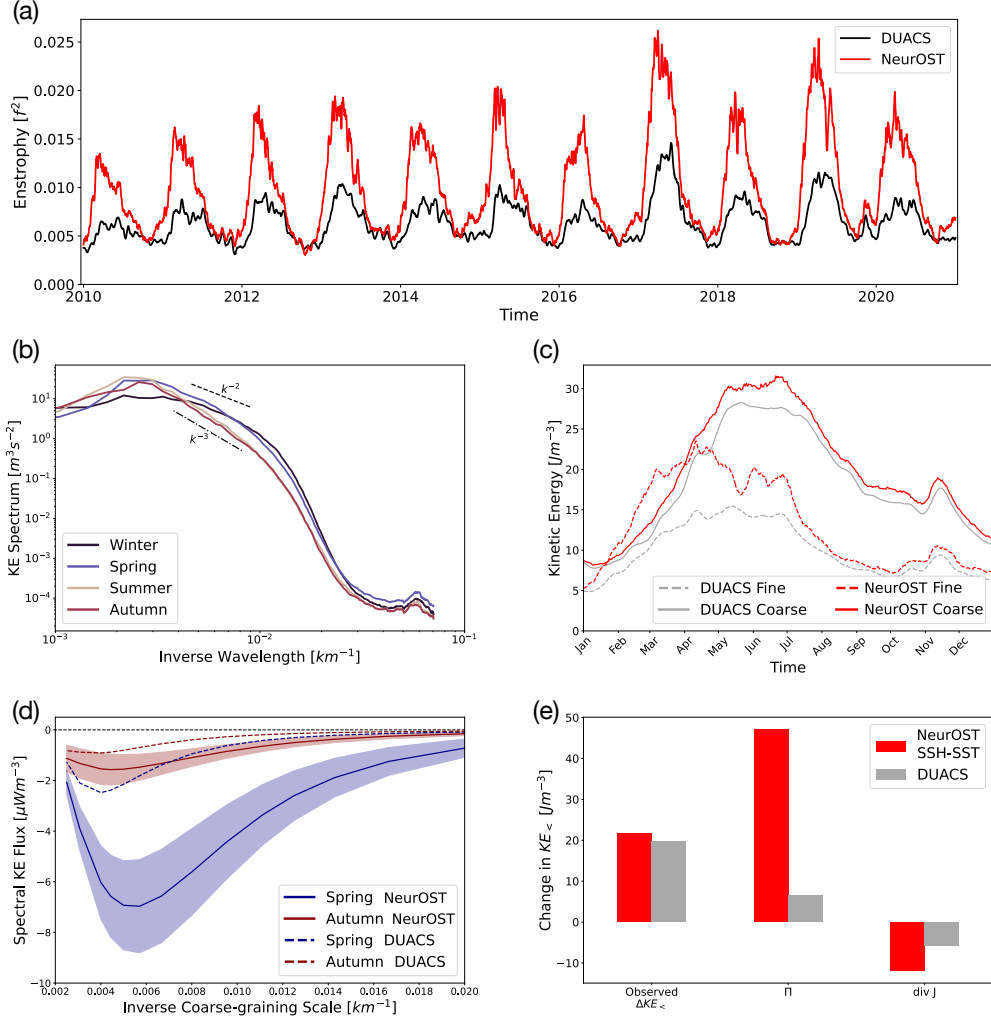 (a)
DUACS
NeurOST
Enstrophy [f²]
0.025
0.020
0.015
0.010
0.005
0.000
2010 2012 2014 2016 2018 2020
Time
(b)
KE Spectrum [m³s⁻²]
10¹
10⁰
10⁻¹
10⁻²
10⁻³
10⁻⁴
k⁻²
k⁻³
Winter
Spring
Summer
Autumn
10⁻³ 10⁻² 10⁻¹
Inverse Wavelength [km⁻¹]
(c)
Kinetic Energy [Jm⁻³]
30
25
20
15
10
5
0
DUACS Fine
DUACS Coarse
NeurOST Fine
NeurOST Coarse
Jan Feb Mar Apr May Jun Jul Aug Sep Oct Nov Dec
Time
(d)
Spectral KE Flux [μWm⁻³]
0
−2
−4
−6
−8
−10
Spring NeurOST
Autumn NeurOST
Spring DUACS
Autumn DUACS
0.002 0.004 0.006 0.008 0.010 0.012 0.014 0.016 0.018 0.020
Inverse Coarse-graining Scale [km⁻¹]
(e)
Change in KE< [Jm⁻³]
50
40
30
20
10
0
−10
NeurOST
SSH-SST
DUACS
Observed
ΔKE<
Π
div J